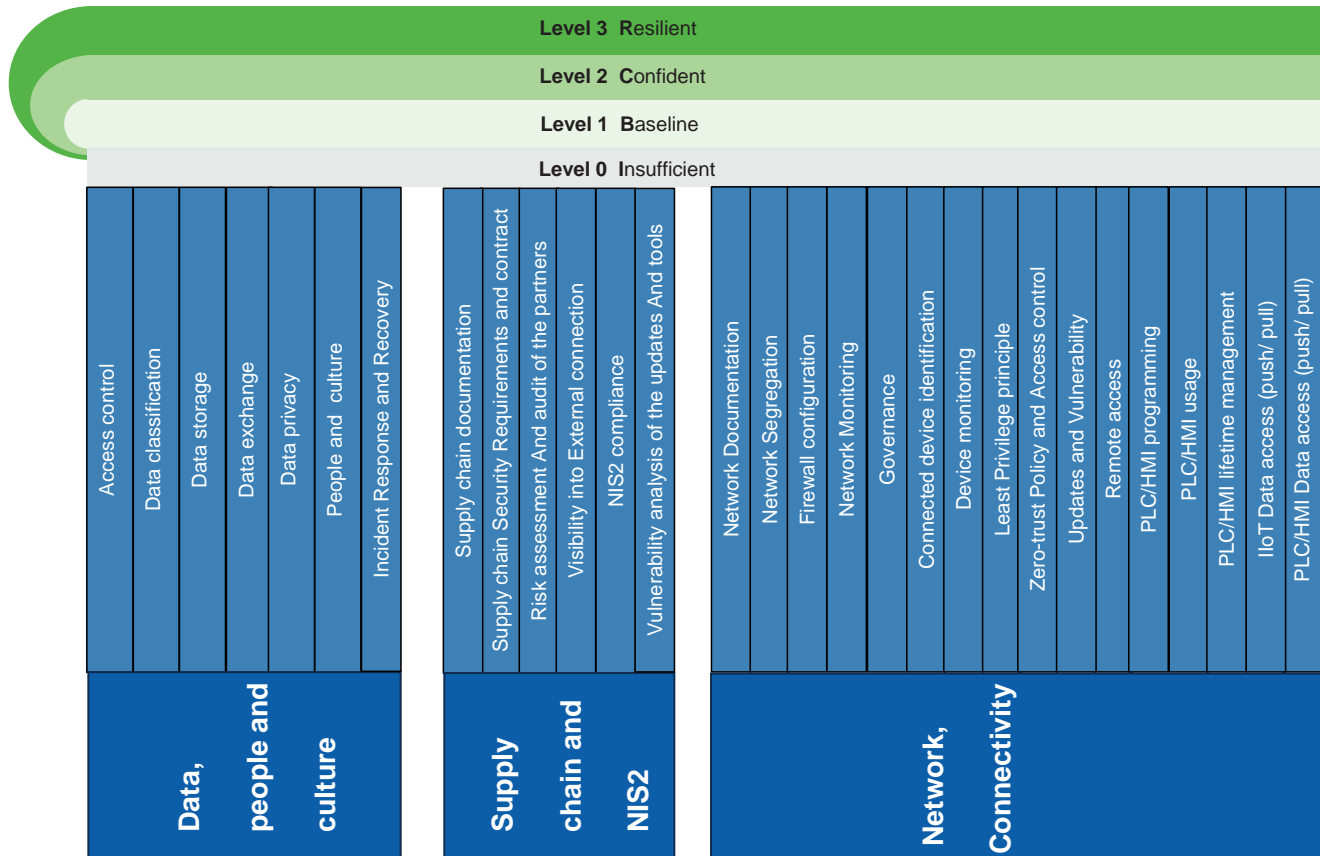 Level 3 Resilient
Level 2 Confident
Level 1 Baseline
Level 0 Insufficient
Access control
Data classification
Data storage
Data exchange
Data privacy
People and culture
Incident Response and Recovery
Supply chain documentation
Supply chain Security Requirements and contract
Risk assessment And audit of the partners
Visibility into External connection
NIS2 compliance
Vulnerability analysis of the updates And tools
Network Documentation
Network Segregation
Firewall configuration
Network Monitoring
Governance
Connected device identification
Device monitoring
Least Privilege principle
Zero-trust Policy and Access control
Updates and Vulnerability
Remote access
PLC/HMI programming
PLC/HMI usage
PLC/HMI lifetime management
IIoT Data access (push/ pull)
PLC/HMI Data access (push/ pull)
Data,
people and
culture
Supply
chain and
NIS2
Network,
Connectivity